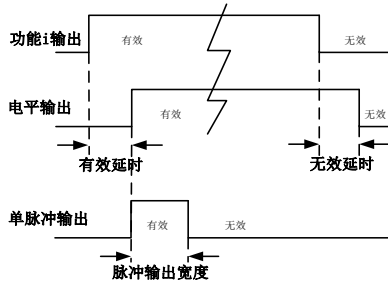 功能i输出
有效
无效
电平输出
有效
无效
有效延时
无效延时
单脉冲输出
有效
无效
脉冲输出宽度